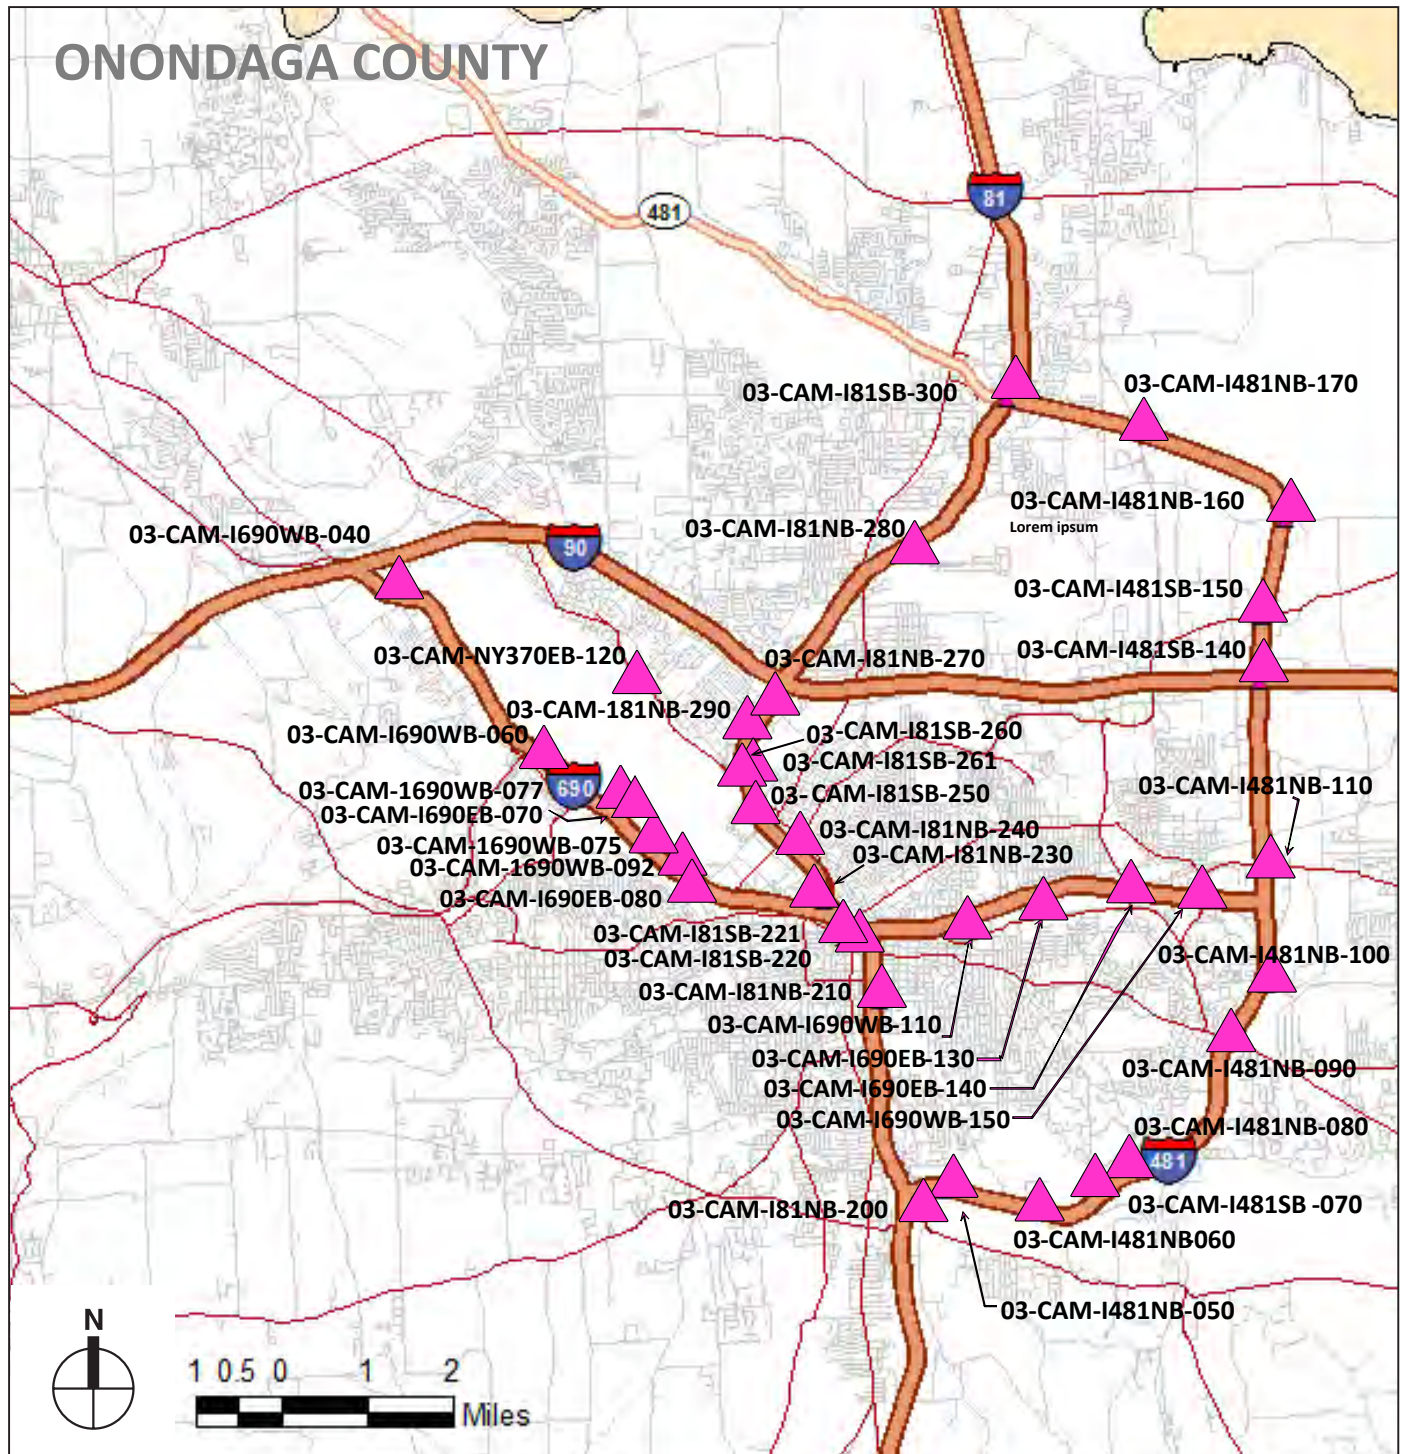 ONONDAGA COUNTY
81
481
03-CAM-I81SB-300
03-CAM-I481NB-170
03-CAM-I481NB-160
Lorem ipsum
03-CAM-I81NB-280
03-CAM-I690WB-040
90
03-CAM-I481SB-150
03-CAM-I481SB-140
03-CAM-NY370EB-120
03-CAM-I81NB-270
03-CAM-181NB-290
03-CAM-I81SB-260
03-CAM-I690WB-060
03-CAM-I81SB-261
690
03-CAM-1690WB-077
03-CAM-I81SB-250
03-CAM-I481NB-110
03-CAM-I690EB-070
03-CAM-I81NB-240
03-CAM-1690WB-075
03-CAM-I81NB-230
03-CAM-1690WB-092
03-CAM-I690EB-080
03-CAM-I81SB-221
03-CAM-I81SB-220
03-CAM-I481NB-100
03-CAM-I81NB-210
03-CAM-I690WB-110
03-CAM-I690EB-130
03-CAM-I481NB-090
03-CAM-I690EB-140
03-CAM-I690WB-150
03-CAM-I481NB-080
481
03-CAM-I81NB-200
03-CAM-I481SB -070
03-CAM-I481NB060
03-CAM-I481NB-050
N
1 0.5 0 1 2
Miles